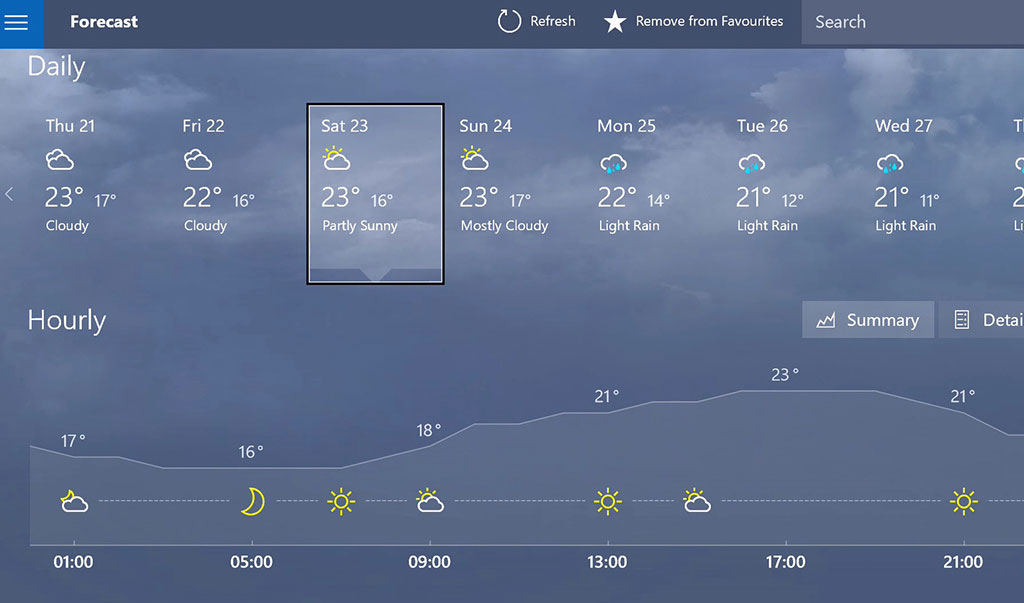 Forecast
Refresh
Remove from Favourites
Search
Daily
Thu 21
23° 17°
Cloudy
Fri 22
22° 16°
Cloudy
Sat 23
23° 16°
Partly Sunny
Sun 24
23° 17°
Mostly Cloudy
Mon 25
22° 14°
Light Rain
Tue 26
21° 12°
Light Rain
Wed 27
21° 11°
Light Rain
Hourly
Summary
17°
16°
18°
21°
23°
21°
01:00
05:00
09:00
13:00
17:00
21:00